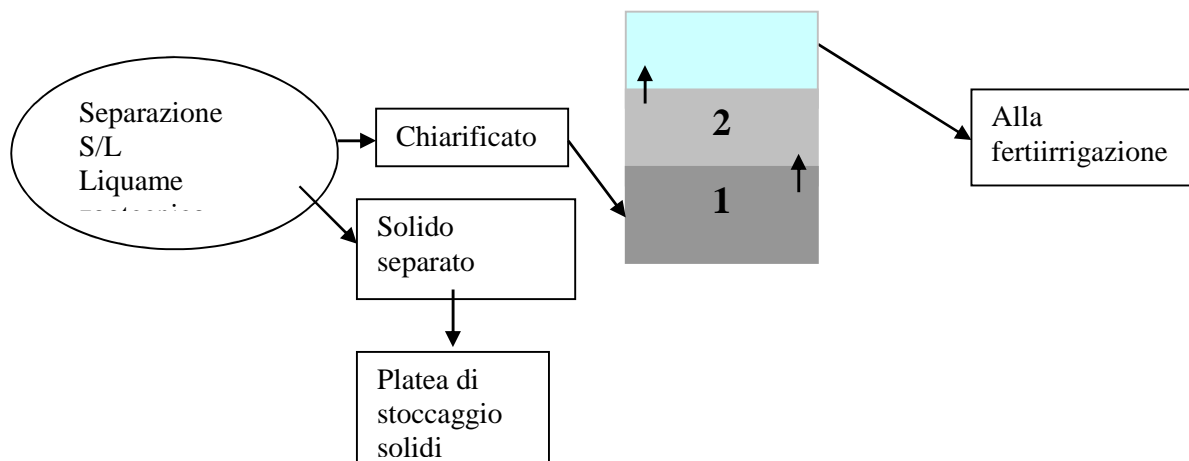 Separazione
S/L
Liquame
Chiarificato
Solido
separato
Platea di
stoccaggio
solidi
2
1
Alla
fertiirrigazione